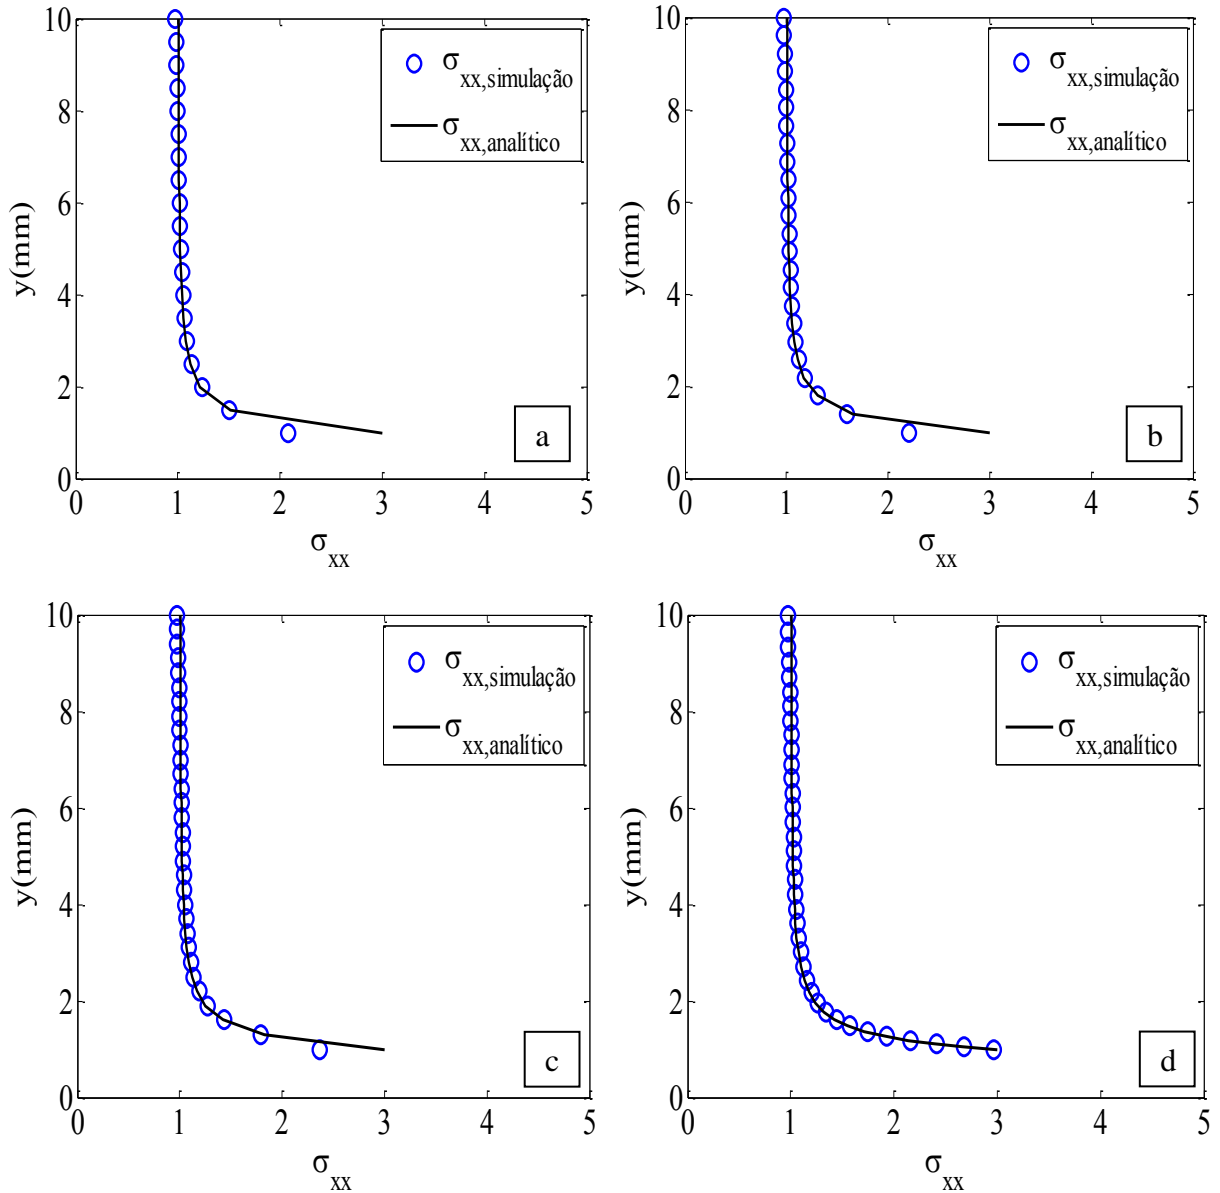 10
8
6
4
2
0
y(mm)
σxx,simulação
σxx,analítico
a
0 1 2 3 4 5
σxx
10
8
6
4
2
0
y(mm)
σxx,simulação
σxx,analítico
b
0 1 2 3 4 5
σxx
10
8
6
4
2
0
y(mm)
σxx,simulação
σxx,analítico
c
0 1 2 3 4 5
σxx
10
8
6
4
2
0
y(mm)
σxx,simulação
σxx,analítico
d
0 1 2 3 4 5
σxx